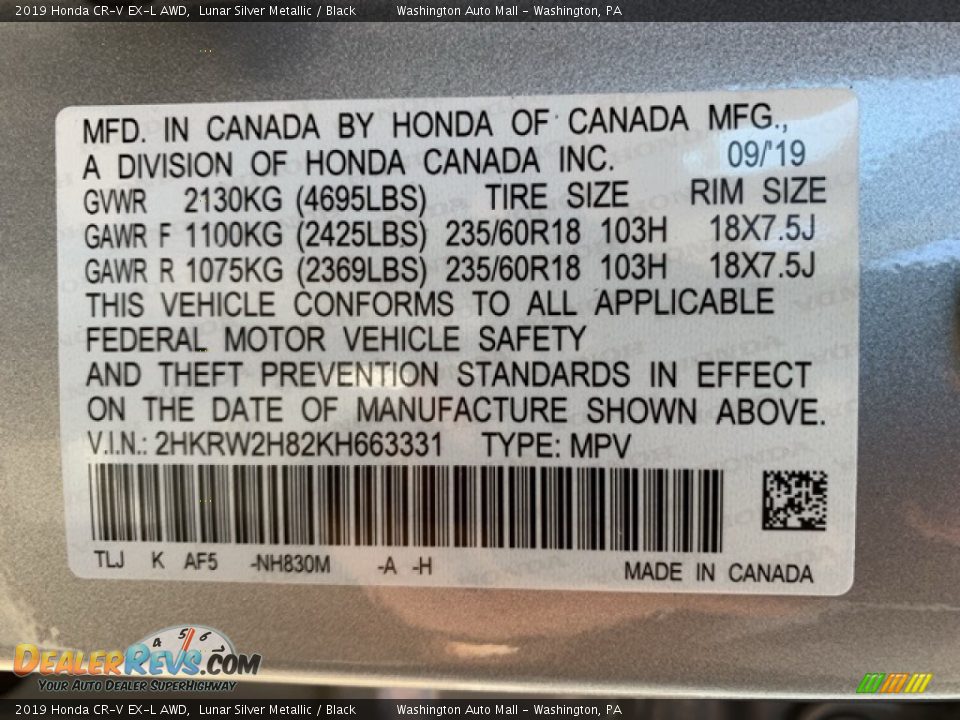 2019 Honda CR-V EX-L AWD, Lunar Silver Metallic / Black Washington Auto Mall - Washington, PA
MFD. IN CANADA BY HONDA OF CANADA MFG.,
A DIVISION OF HONDA CANADA INC. 09/'19
GVWR 2130KG (4695LBS) TIRE SIZE RIM SIZE
GAWR F 1100KG (2425LBS) 235/60R18 103H 18X7.5J
GAWR R 1075KG (2369LBS) 235/60R18 103H 18X7.5J
THIS VEHICLE CONFORMS TO ALL APPLICABLE
FEDERAL MOTOR VEHICLE SAFETY
AND THEFT PREVENTION STANDARDS IN EFFECT
ON THE DATE OF MANUFACTURE SHOWN ABOVE.
V.I.N.: 2HKRW2H82KH663331 TYPE: MPV
TLJ K AF5 -NH830M -A -H MADE IN CANADA
4 5 6
DEALERREVS.COM
YOUR AUTO DEALER SUPERHIGHWAY
2019 Honda CR-V EX-L AWD, Lunar Silver Metallic / Black Washington Auto Mall - Washington, PA